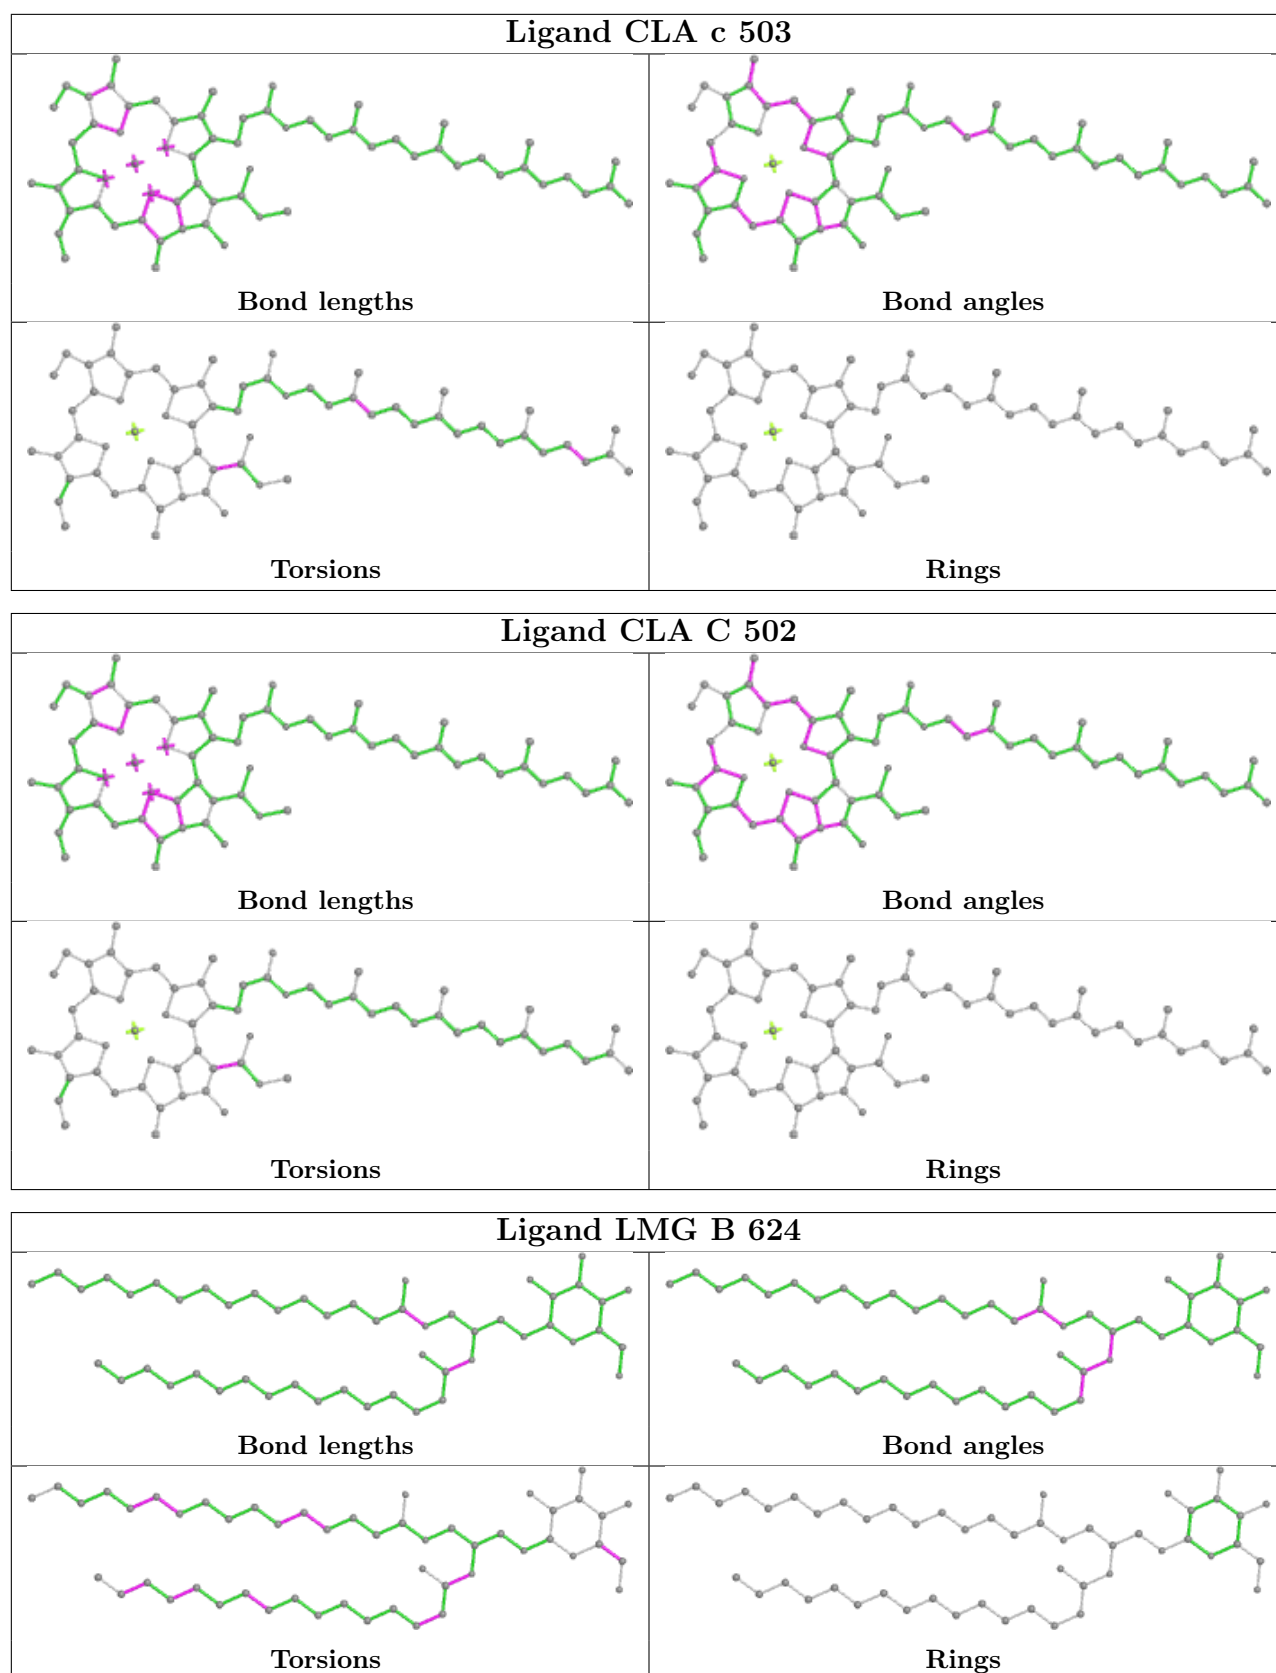 Ligand CLA c 503
Bond lengths
Bond angles
Torsions
Rings
Ligand CLA C 502
Bond lengths
Bond angles
Torsions
Rings
Ligand LMG B 624
Bond lengths
Bond angles
Torsions
Rings